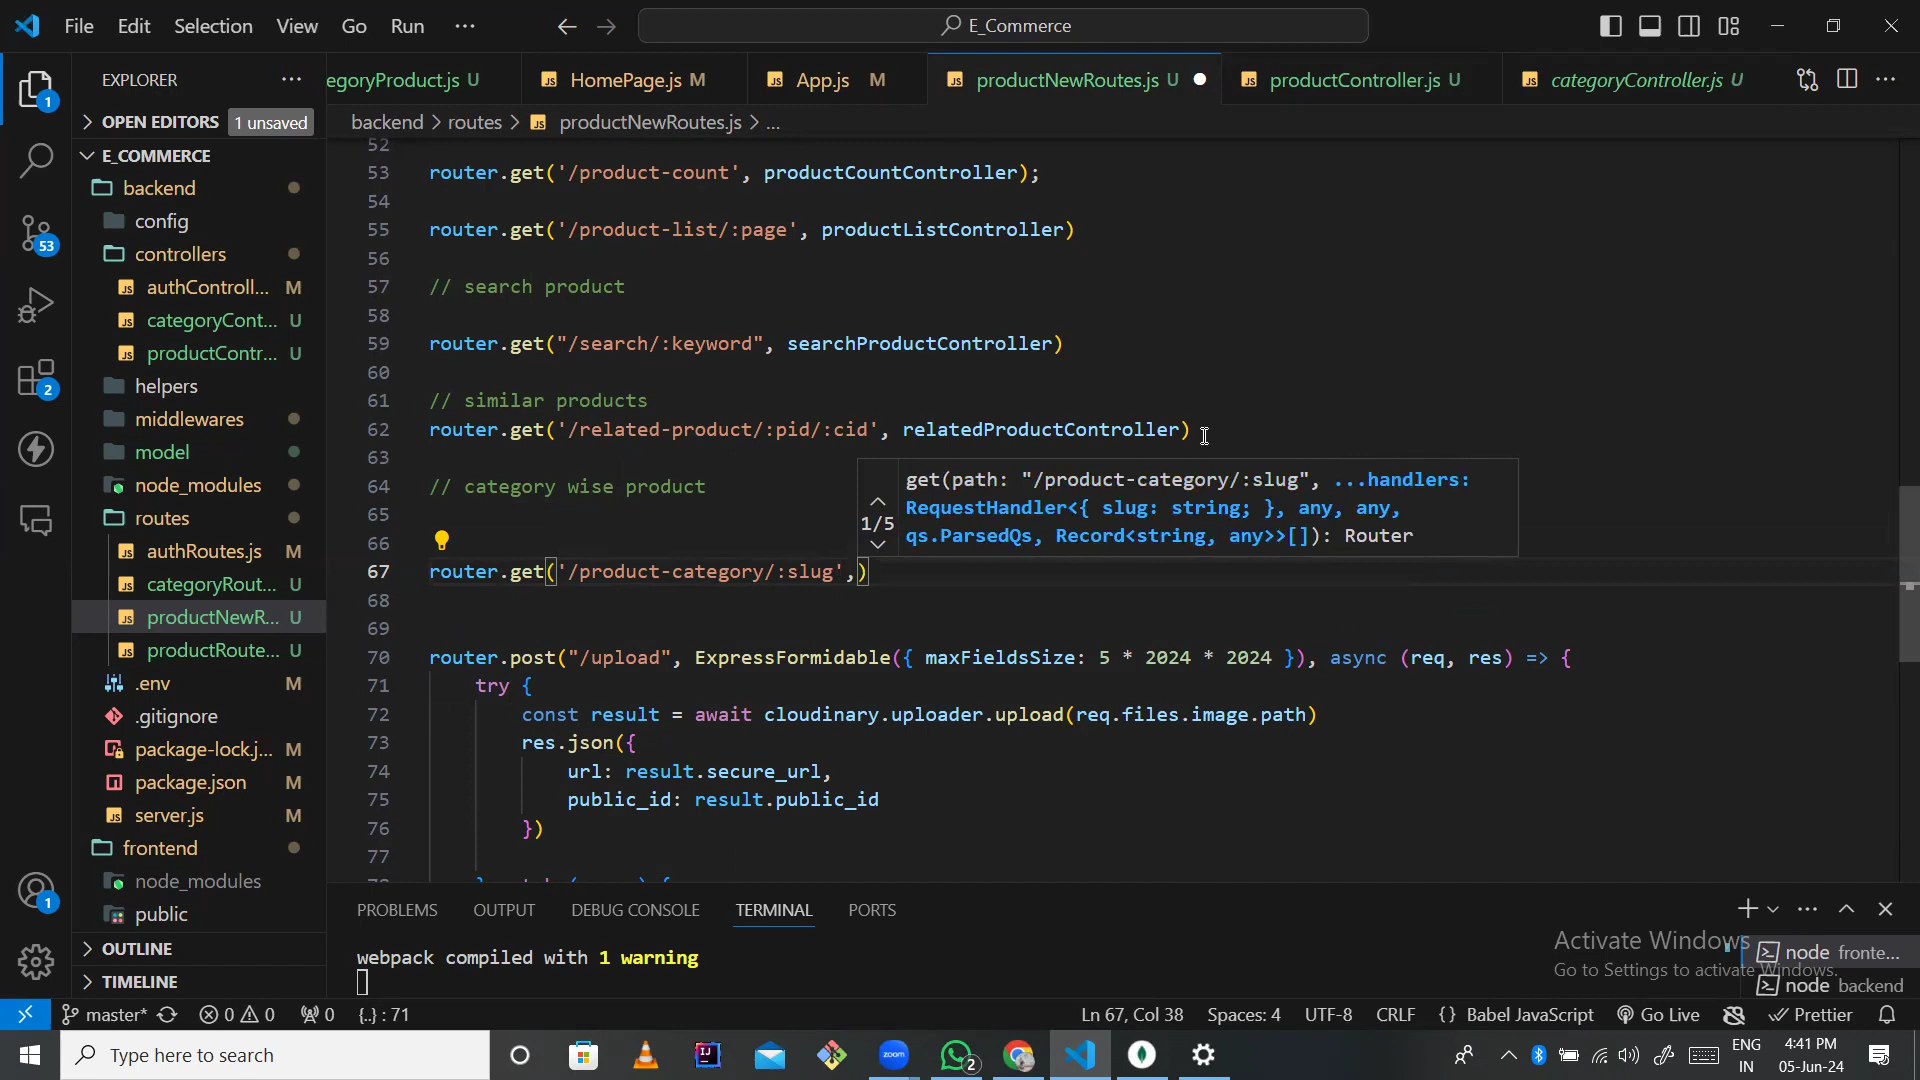 File Edit Selection View Go Run ··· E_Commerce
EXPLORER ···
OPEN EDITORS 1 unsaved
E_COMMERCE
backend
config
controllers
authControll... M
categoryCont... U
productContr... U
helpers
middlewares
model
node_modules
routes
authRoutes.js M
categoryRout... U
productNewR... U
productRoute... U
.env M
.gitignore
package-lock.j... M
package.json M
server.js M
frontend
node_modules
public
OUTLINE
TIMELINE
1
53
2
1
egoryProduct.js U HomePage.js M App.js M productNewRoutes.js U productController.js U categoryController.js U
backend > routes > productNewRoutes.js > ...
52
53 router.get('/product-count', productCountController);
54
55 router.get('/product-list/:page', productListController)
56
57 // search product
58
59 router.get("/search/:keyword", searchProductController)
60
61 // similar products
62 router.get('/related-product/:pid/:cid', relatedProductController)
63
64 // category wise product
65
66
67 router.get('/product-category/:slug',)
68
69
70 router.post("/upload", ExpressFormidable({ maxFieldsSize: 5 * 2024 * 2024 }), async (req, res) => {
71 try {
72 const result = await cloudinary.uploader.upload(req.files.image.path)
73 res.json({
74 url: result.secure_url,
75 public_id: result.public_id
76 })
77
1/5
get(path: "/product-category/:slug", ...handlers:
RequestHandler<{ slug: string; }, any, any,
qs.ParsedQs, Record<string, any>>[]): Router
PROBLEMS OUTPUT DEBUG CONSOLE TERMINAL PORTS
webpack compiled with 1 warning
Activate Windows
Go to Settings to activate Windows.
node fronte...
node backend
master* 0 0 0 {..} : 71 Ln 67, Col 38 Spaces: 4 UTF-8 CRLF {} Babel JavaScript Go Live Prettier
Type here to search
zoom
2
ENG
IN
4:41 PM
05-Jun-24